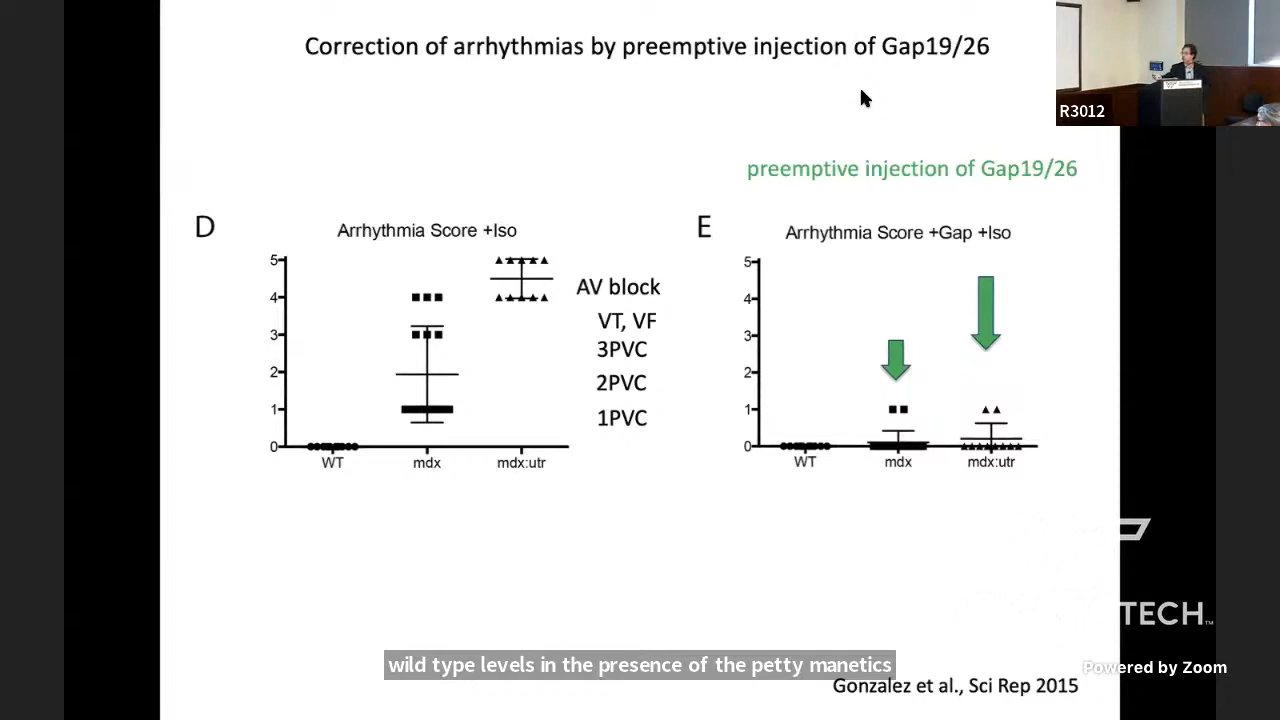 Correction of arrhythmias by preemptive injection of Gap19/26
R3012
preemptive injection of Gap19/26
D
Arrhythmia Score +Iso
5
4
3
2
1
0
WT
mdx
mdx:utr
AV block
VT, VF
3PVC
2PVC
1PVC
E
Arrhythmia Score +Gap +Iso
5
4
3
2
1
0
WT
mdx
mdx:utr
TECH™
wild type levels in the presence of the petty manetics
Powered by Zoom
Gonzalez et al., Sci Rep 2015